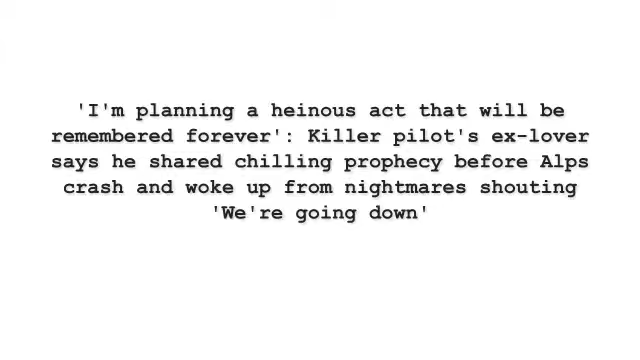 'I'm planning a heinous act that will be
remembered forever': Killer pilot's ex-lover
says he shared chilling prophecy before Alps
crash and woke up from nightmares shouting
'We're going down'